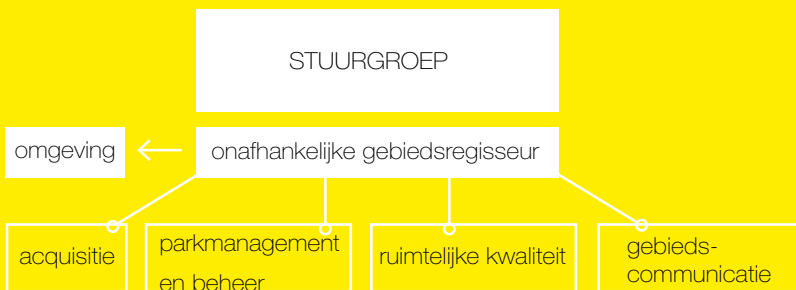 STUURGROEP
omgeving
onafhankelijke gebiedsregisseur
acquisitie
parkmanagement
en beheer
ruimtelijke kwaliteit
gebieds-
communicatie